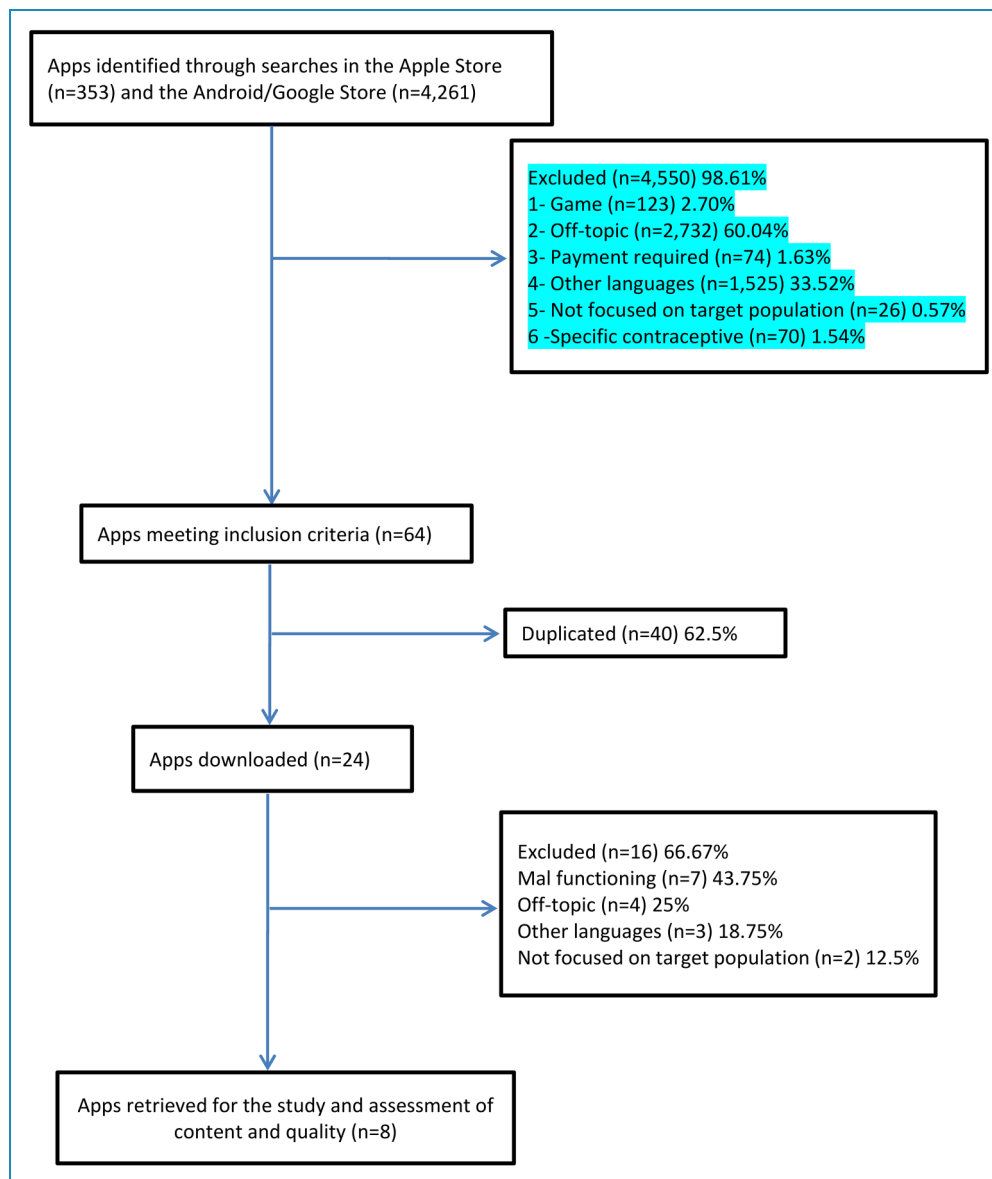 Apps identified through searches in the Apple Store
(n=353) and the Android/Google Store (n=4,261)
Excluded (n=4,550) 98.61%
1- Game (n=123) 2.70%
2- Off-topic (n=2,732) 60.04%
3- Payment required (n=74) 1.63%
4- Other languages (n=1,525) 33.52%
5- Not focused on target population (n=26) 0.57%
6 -Specific contraceptive (n=70) 1.54%
Apps meeting inclusion criteria (n=64)
Duplicated (n=40) 62.5%
Apps downloaded (n=24)
Excluded (n=16) 66.67%
Mal functioning (n=7) 43.75%
Off-topic (n=4) 25%
Other languages (n=3) 18.75%
Not focused on target population (n=2) 12.5%
Apps retrieved for the study and assessment of
content and quality (n=8)